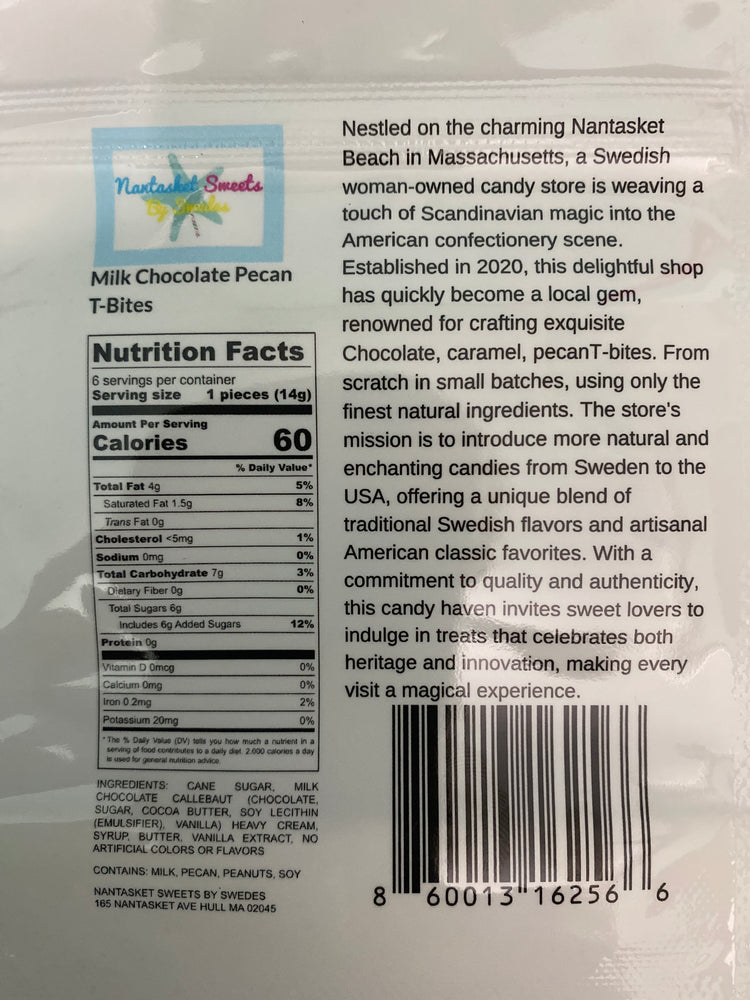 Nantasket Sweets
By Swedes
Milk Chocolate Pecan
T-Bites
Nutrition Facts
6 servings per container
Serving size 1 pieces (14g)
Amount Per Serving
Calories 60
% Daily Value*
Total Fat 4g 5%
Saturated Fat 1.5g 8%
Trans Fat 0g
Cholesterol <5mg 1%
Sodium 0mg 0%
Total Carbohydrate 7g 3%
Dietary Fiber 0g 0%
Total Sugars 6g
Includes 6g Added Sugars 12%
Protein 0g
Vitamin D 0mcg 0%
Calcium 0mg 0%
Iron 0.2mg 2%
Potassium 20mg 0%
* The % Daily Value (DV) tells you how much a nutrient in a
serving of food contributes to a daily diet. 2,000 calories a day
is used for general nutrition advice.
INGREDIENTS: CANE SUGAR, MILK
CHOCOLATE CALLEBAUT (CHOCOLATE,
SUGAR, COCOA BUTTER, SOY LECITHIN
(EMULSIFIER), VANILLA) HEAVY CREAM,
SYRUP, BUTTER, VANILLA EXTRACT, NO
ARTIFICIAL COLORS OR FLAVORS
CONTAINS: MILK, PECAN, PEANUTS, SOY
NANTASKET SWEETS BY SWEDES
165 NANTASKET AVE HULL MA 02045
Nestled on the charming Nantasket
Beach in Massachusetts, a Swedish
woman-owned candy store is weaving a
touch of Scandinavian magic into the
American confectionery scene.
Established in 2020, this delightful shop
has quickly become a local gem,
renowned for crafting exquisite
Chocolate, caramel, pecanT-bites. From
scratch in small batches, using only the
finest natural ingredients. The store's
mission is to introduce more natural and
enchanting candies from Sweden to the
USA, offering a unique blend of
traditional Swedish flavors and artisanal
American classic favorites. With a
commitment to quality and authenticity,
this candy haven invites sweet lovers to
indulge in treats that celebrates both
heritage and innovation, making every
visit a magical experience.
8 60013 16256 6